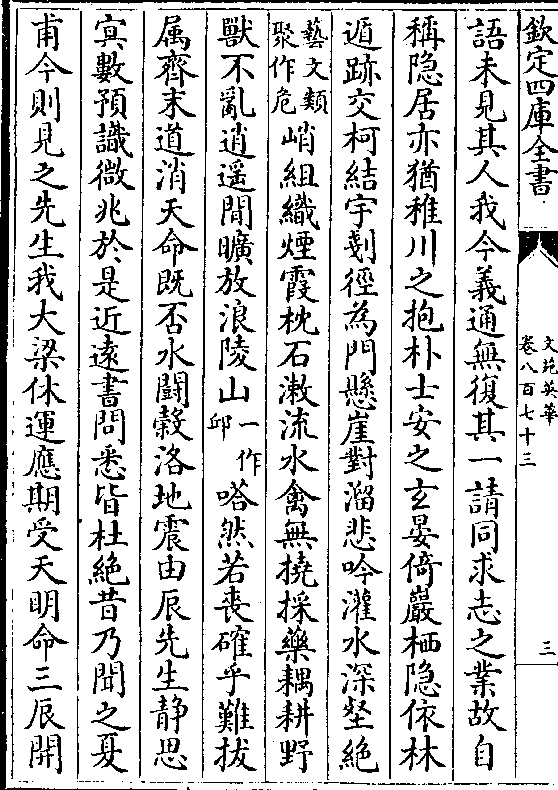 欽定四庫全書
文苑英華
卷八百七十三
三
語未見其人我今義通無復其一請同求志之業故自
稱隐居亦猶稚川之抱朴士安之玄晏倚巖栖隐依林
遁跡交柯結宇剗徑為門懸崖對溜悲吟灌水深壑絶
藝文類聚作危峭組織煙霞枕石漱流水禽無撓採藥耦耕野
獸不亂逍遥閒曠放浪陵山一作邱嗒然若喪確乎難拔
属齊末道消天命既否水鬭榖洛地震由辰先生静思
冥數預識微兆於是近遠書問悉皆杜絶昔乃聞之夏
甫今則見之先生我大梁休運應期受天明命三辰開